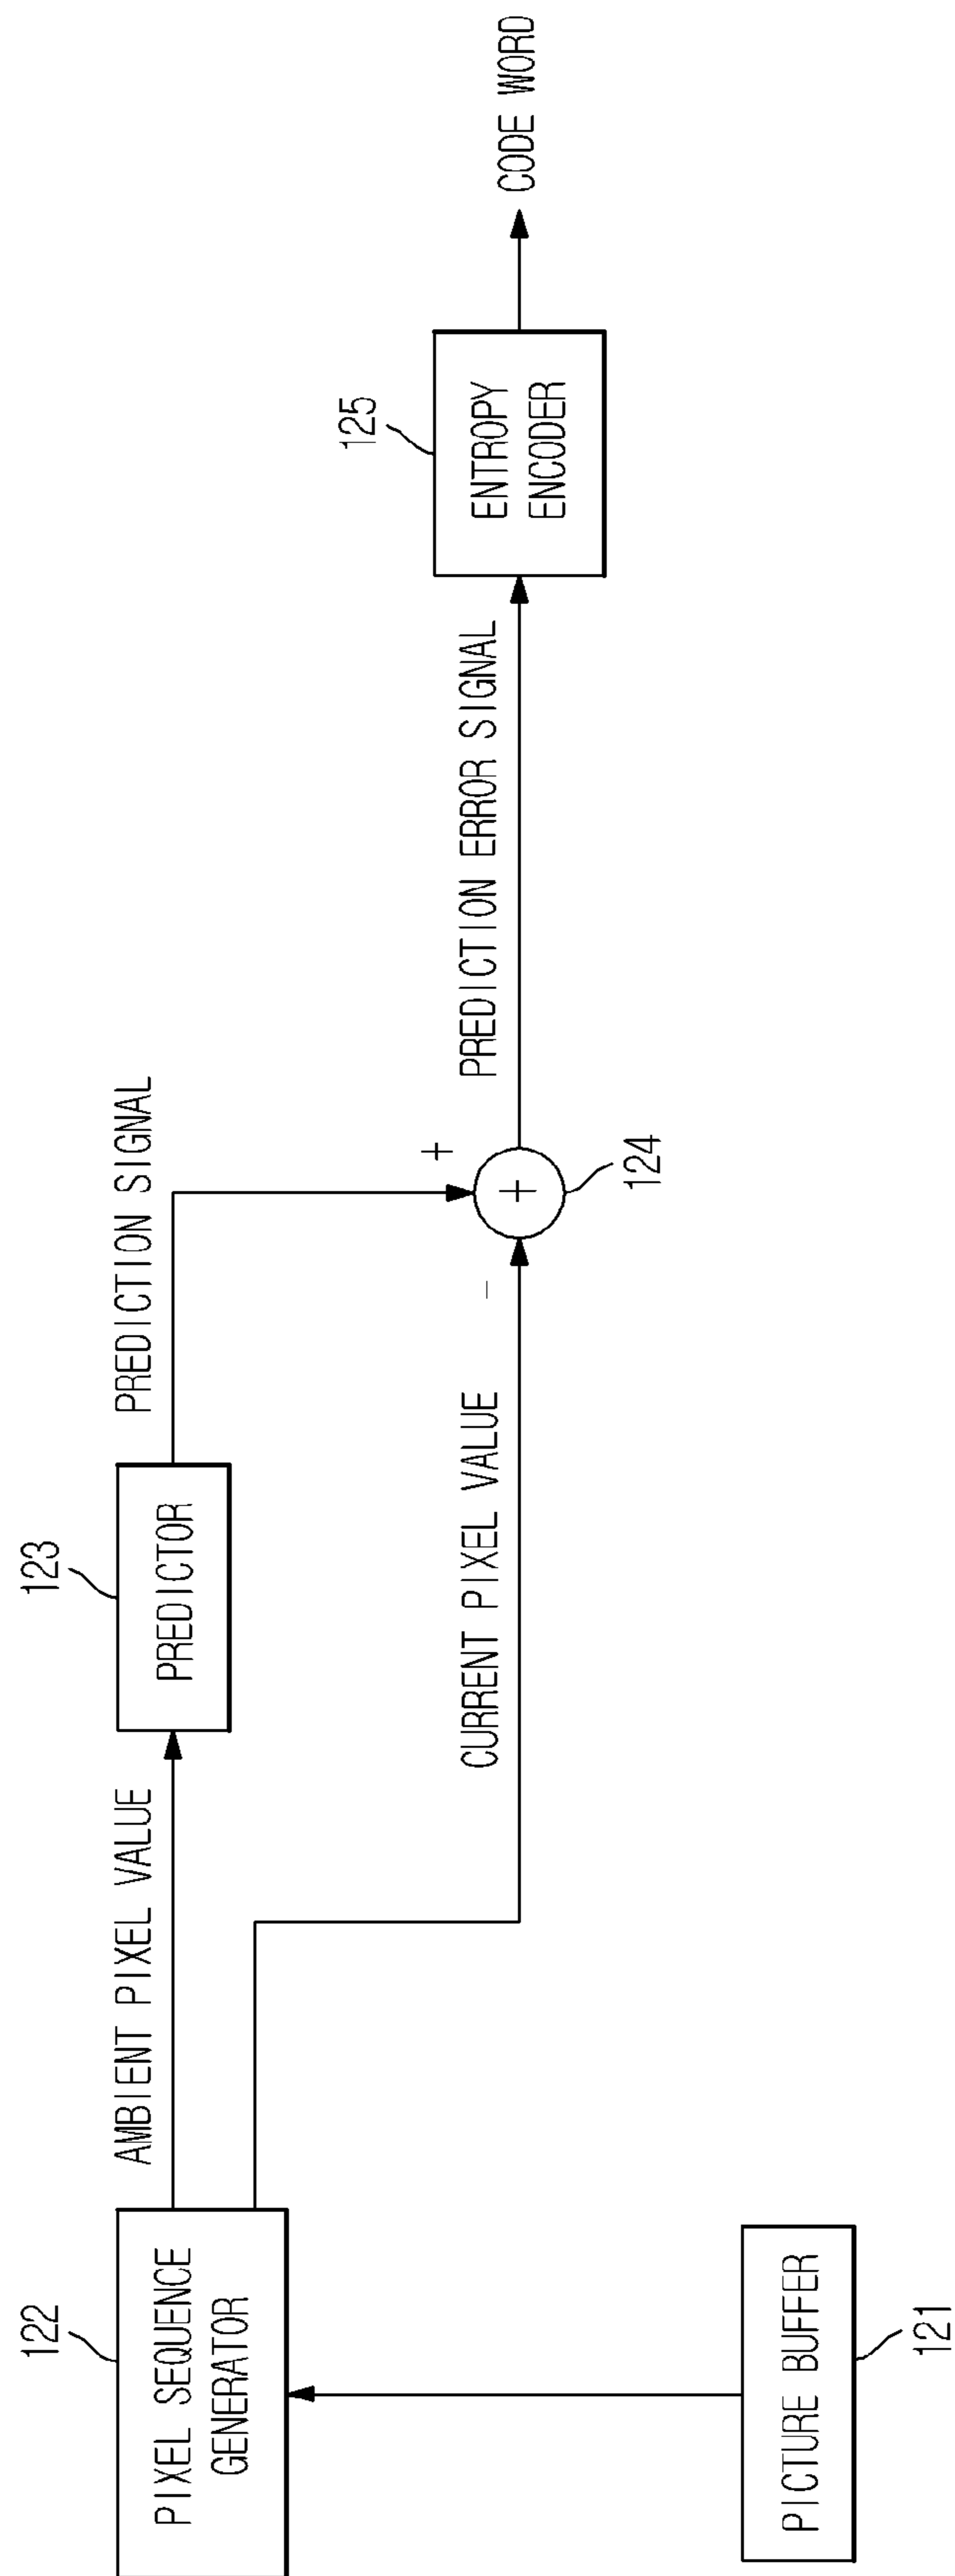 122
PIXEL SEQUENCE
GENERATOR
AMBIENT PIXEL VALUE
123
PREDICTOR
PREDICTION SIGNAL
CURRENT PIXEL VALUE
-
+
+
124
PREDICTION ERROR SIGNAL
125
ENTROPY
ENCODER
CODE WORD
PICTURE BUFFER
121